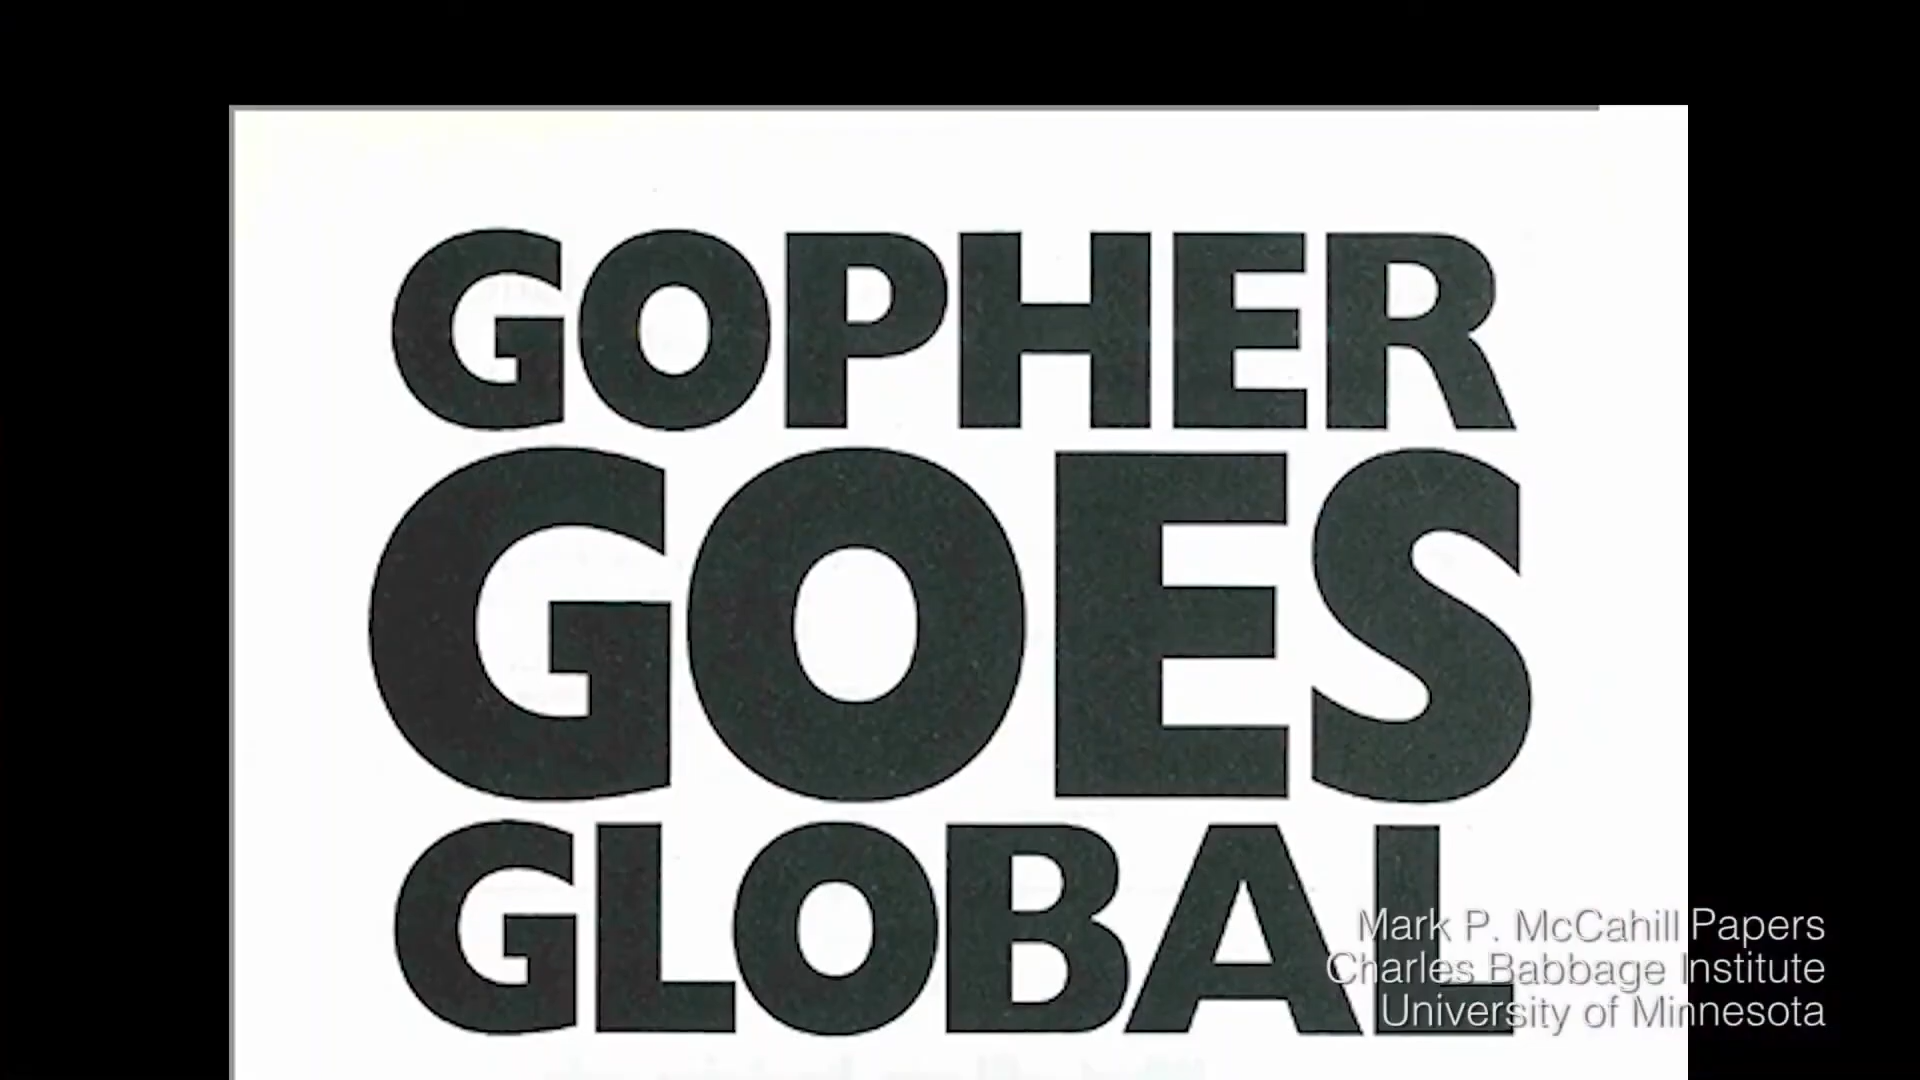 GOPHER
GOES
GLOBAL
Mark P. McCahill Papers
Charles Babbage Institute
University of Minnesota